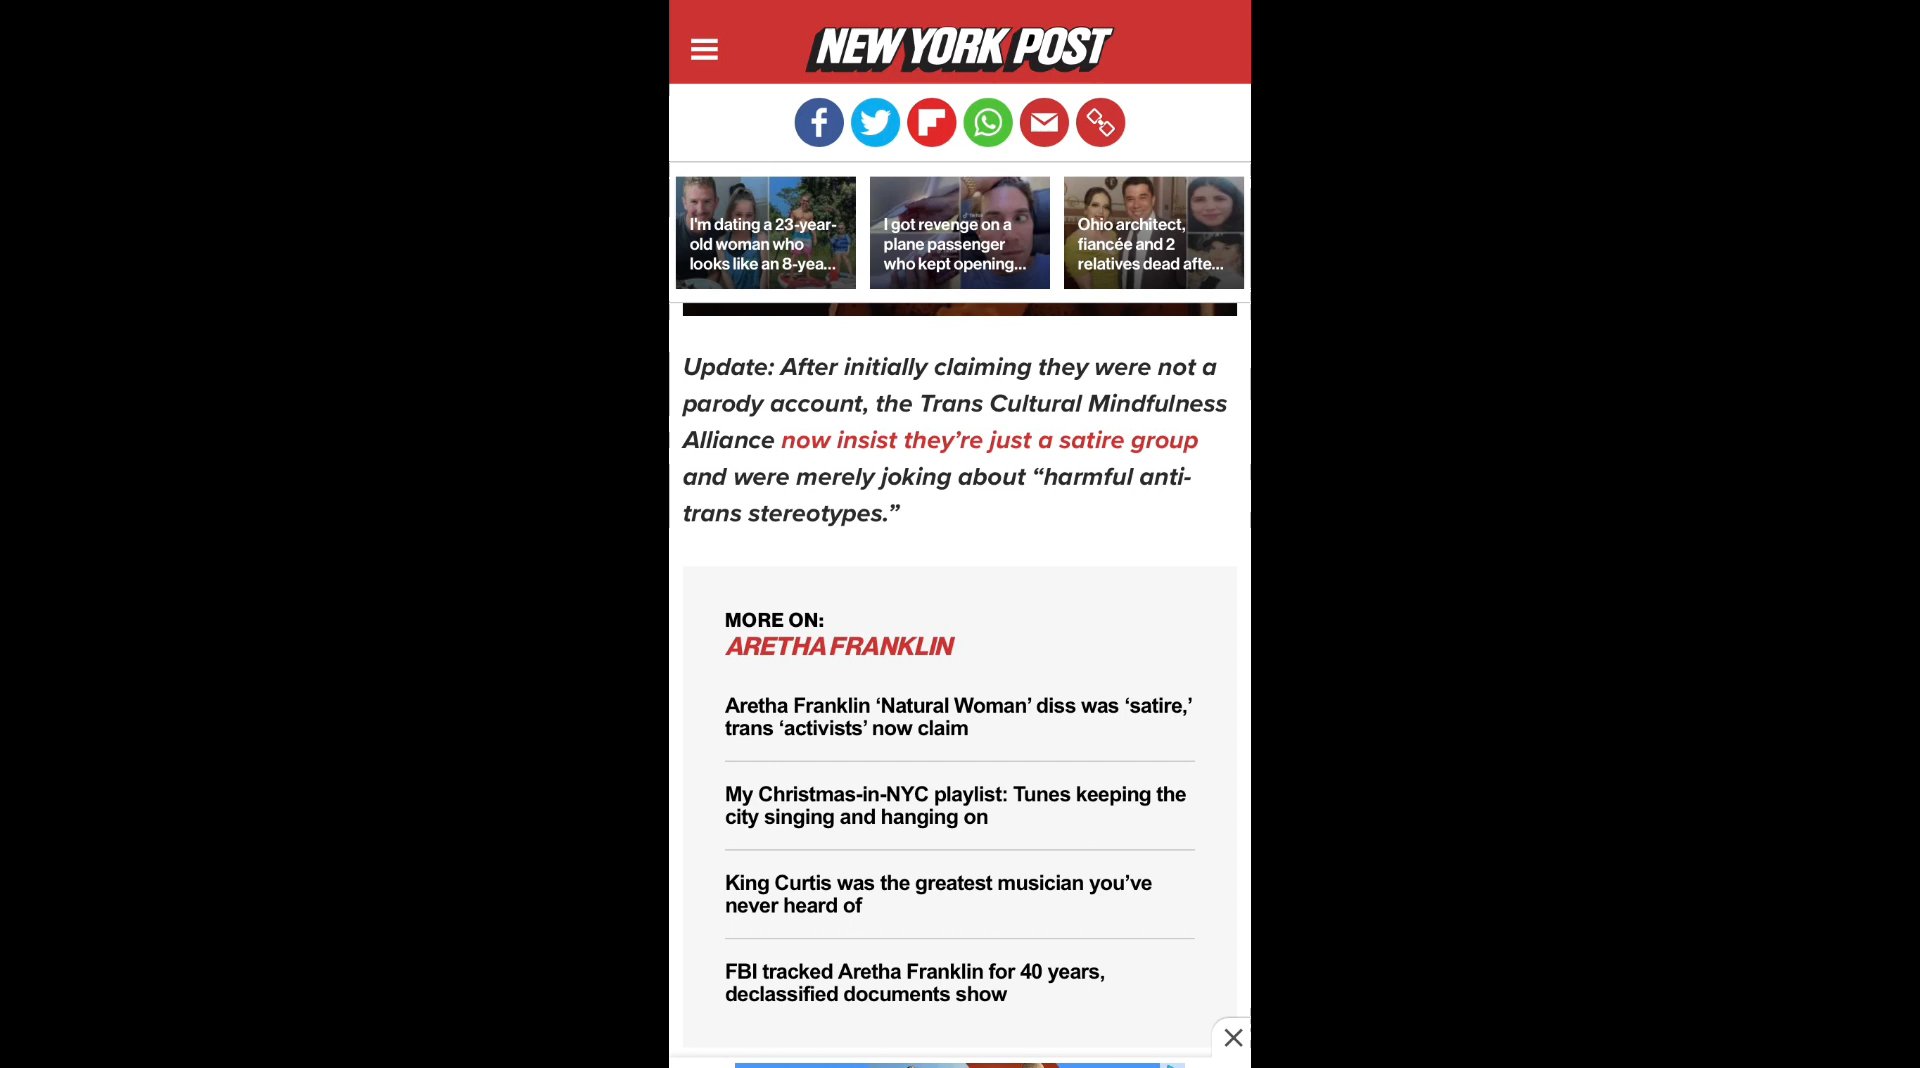 NEW YORK POST
I'm dating a 23-year-
old woman who
looks like an 8-yea...
I got revenge on a
plane passenger
who kept opening...
Ohio architect,
fiancée and 2
relatives dead afte...
Update: After initially claiming they were not a
parody account, the Trans Cultural Mindfulness
Alliance now insist they’re just a satire group
and were merely joking about “harmful anti-
trans stereotypes.”
MORE ON:
ARETHA FRANKLIN
Aretha Franklin ‘Natural Woman’ diss was ‘satire,’
trans ‘activists’ now claim
My Christmas-in-NYC playlist: Tunes keeping the
city singing and hanging on
King Curtis was the greatest musician you’ve
never heard of
FBI tracked Aretha Franklin for 40 years,
declassified documents show